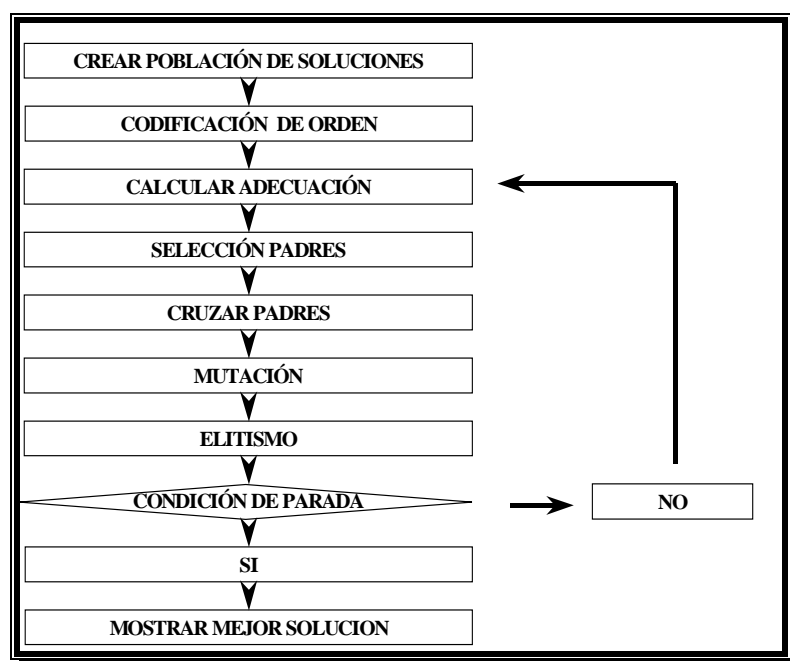 CREAR POBLACIÓN DE SOLUCIONES
CODIFICACIÓN DE ORDEN
CALCULAR ADECUACIÓN
SELECCIÓN PADRES
CRUZAR PADRES
MUTACIÓN
ELITISMO
CONDICIÓN DE PARADA
NO
SI
MOSTRAR MEJOR SOLUCION